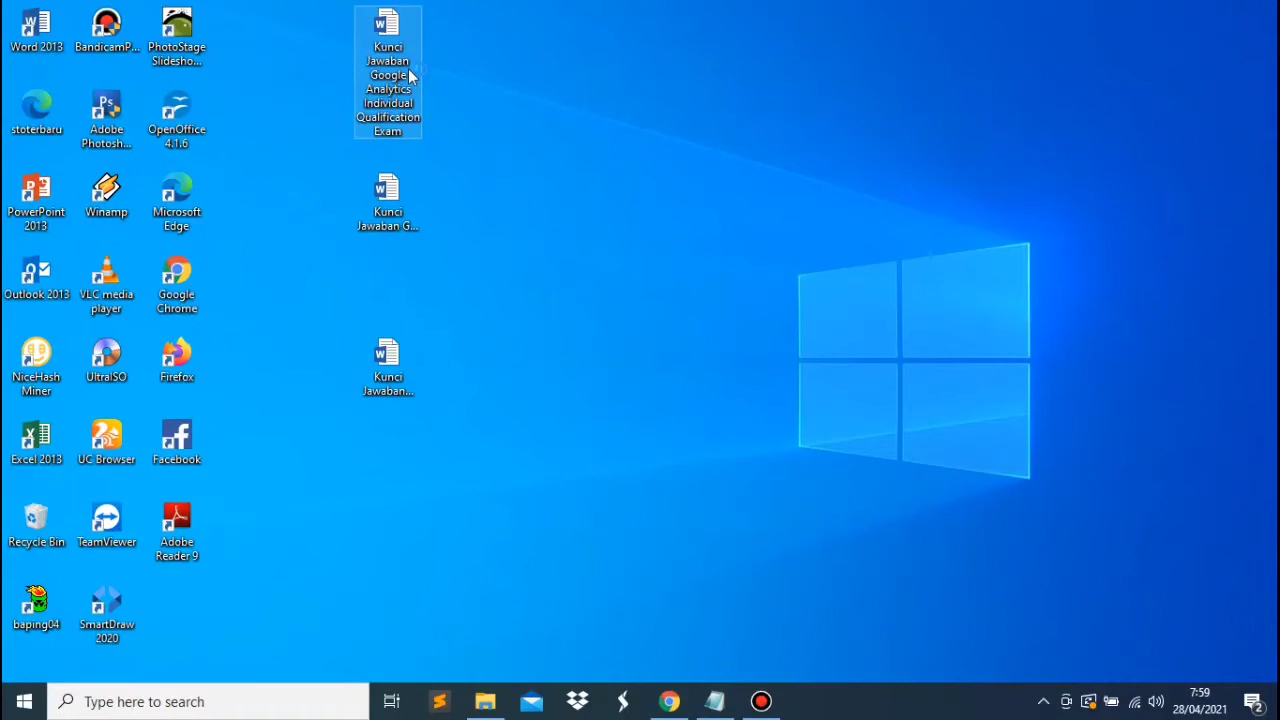 Word 2013
BandicamP...
PhotoStage
Slidesho...
Kunci
Jawaban
Google
Analytics
Individual
Qualification
Exam
stoterbaru
Adobe
Photosh...
OpenOffice
4.1.6
PowerPoint
2013
Winamp
Microsoft
Edge
Kunci
Jawaban G...
Outlook 2013
VLC media
player
Google
Chrome
NiceHash
Miner
UltraISO
Firefox
Kunci
Jawaban...
Excel 2013
UC Browser
Facebook
Recycle Bin
TeamViewer
Adobe
Reader 9
baping04
SmartDraw
2020
Type here to search
7:59
28/04/2021
2